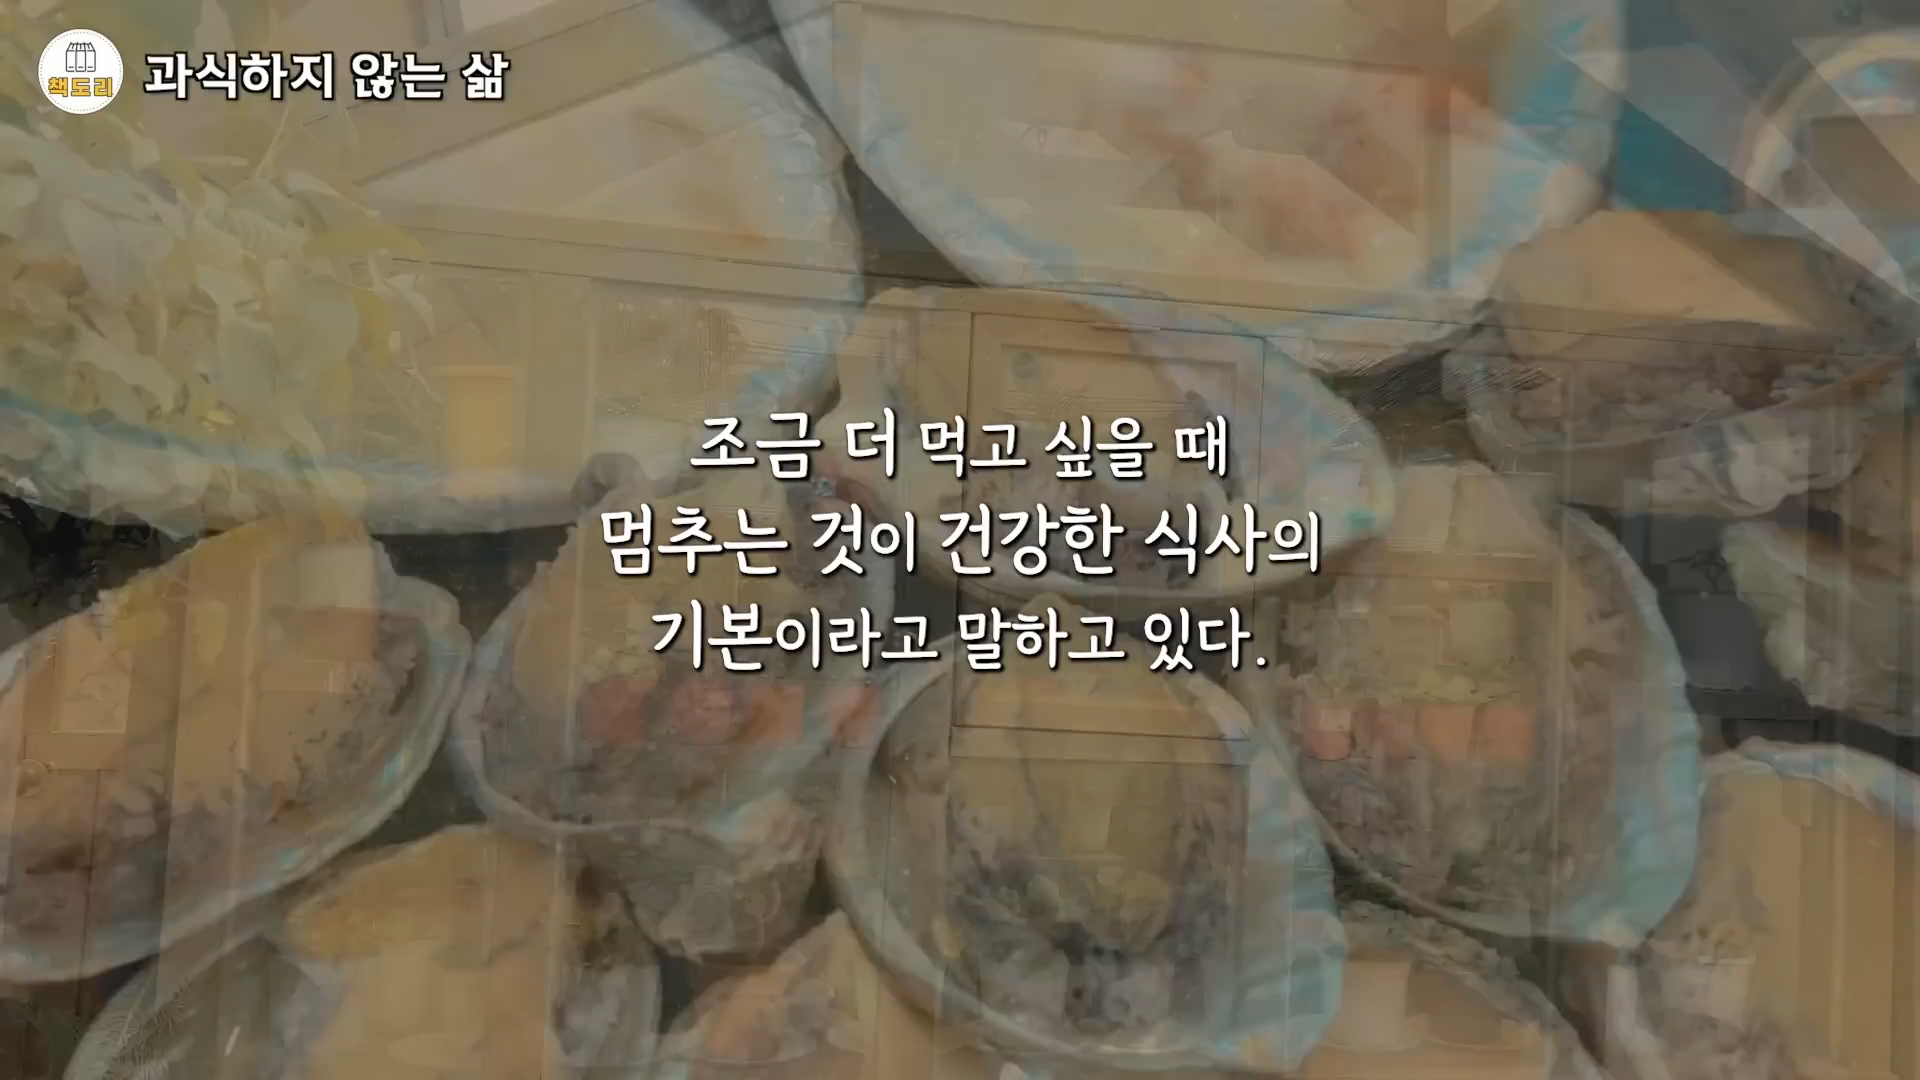 책도리
과식하지 않는 삶
조금 더 먹고 싶을 때
멈추는 것이 건강한 식사의
기본이라고 말하고 있다.